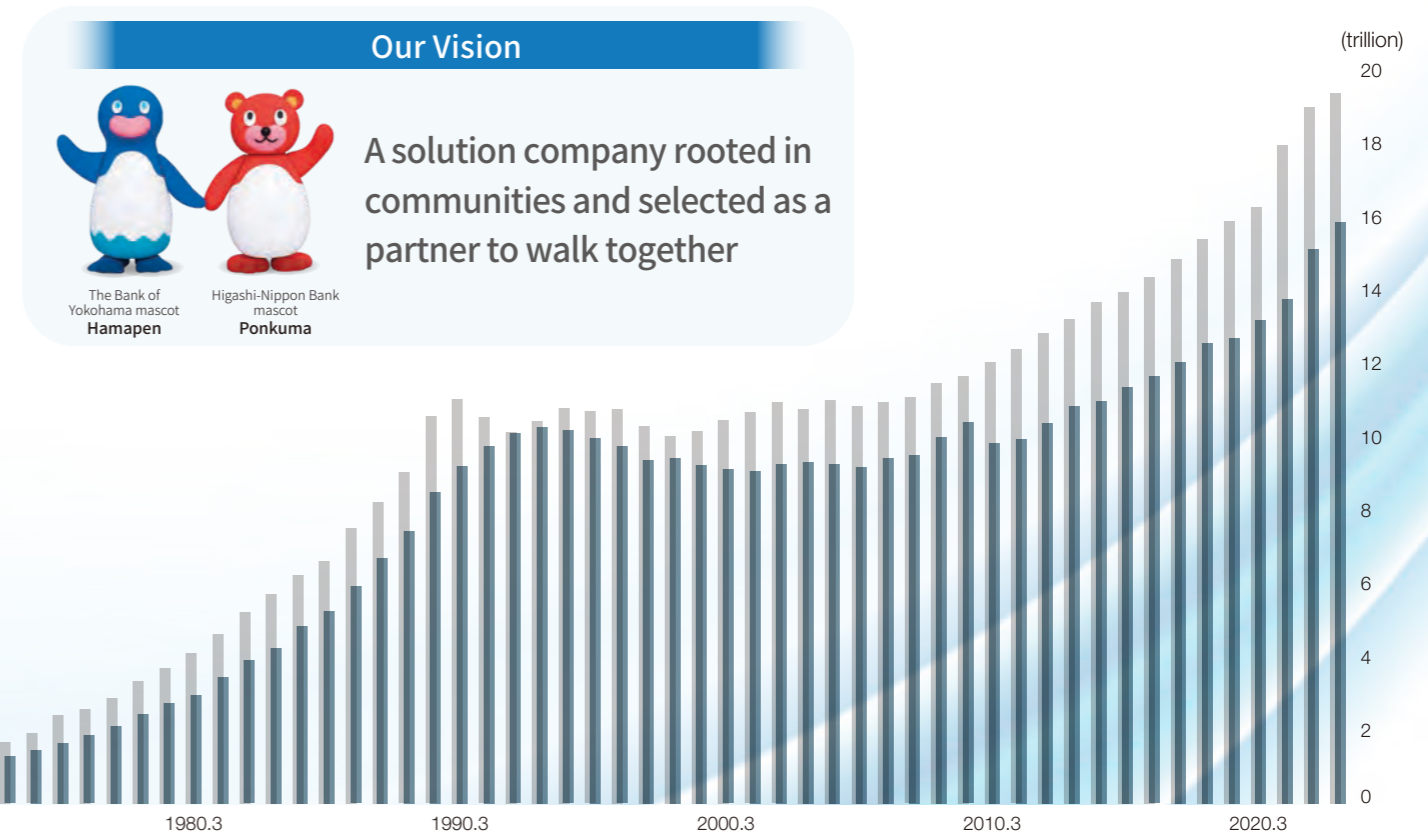 Our Vision
A solution company rooted in
communities and selected as a
partner to walk together
The Bank of
Yokohama mascot
Hamapen
Higashi-Nippon Bank
mascot
Ponkuma
(trillion)
20
18
16
14
12
10
8
6
4
2
0
1980.3
1990.3
2000.3
2010.3
2020.3